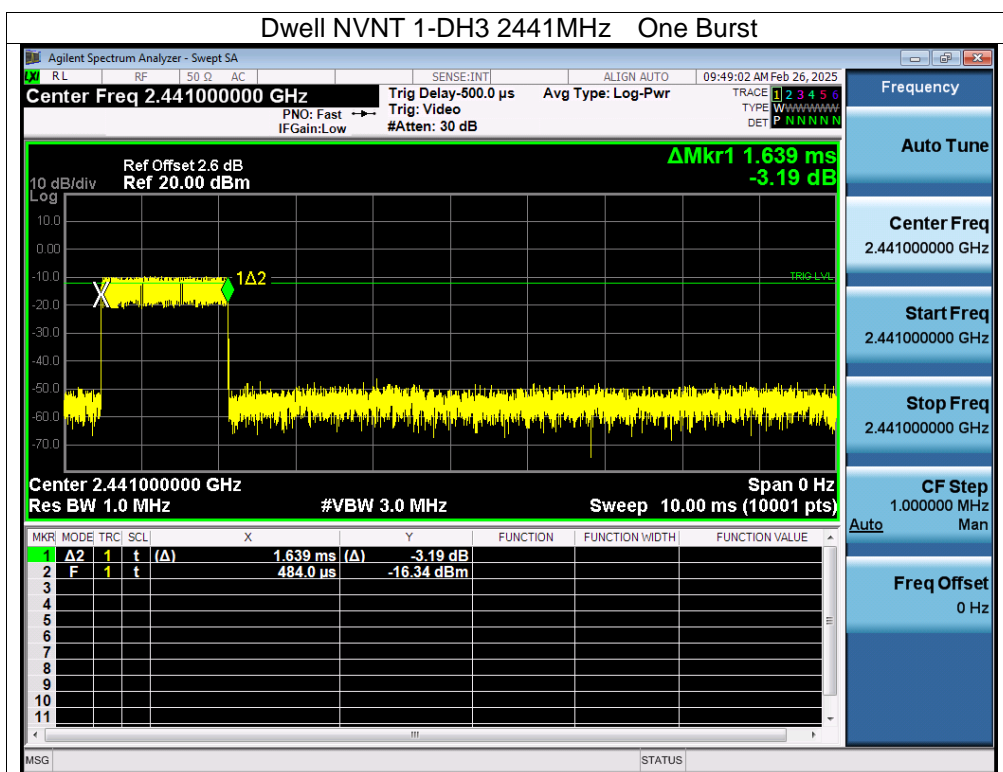 Dwell NVNT 1-DH3 2441MHz One Burst
Agilent Spectrum Analyzer - Swept SA
LXI RL RF 50 Ω AC SENSE:INT ALIGN AUTO 09:49:02 AM Feb 26, 2025
Center Freq 2.441000000 GHz
PNO: Fast
IFGain:Low
Trig Delay-500.0 µs
Trig: Video
#Atten: 30 dB
Avg Type: Log-Pwr
TRACE 1 2 3 4 5 6
TYPE WWWWWWW
DET P N N N N N
ΔMkr1 1.639 ms
-3.19 dB
Ref Offset 2.6 dB
10 dB/div Ref 20.00 dBm
Log
10.0
0.00
-10.0
-20.0
-30.0
-40.0
-50.0
-60.0
-70.0
1Δ2
TRIG LVL
Center 2.441000000 GHz Span 0 Hz
Res BW 1.0 MHz #VBW 3.0 MHz Sweep 10.00 ms (10001 pts)
MKR MODE TRC SCL X Y FUNCTION FUNCTION WIDTH FUNCTION VALUE
1 Δ2 1 t (Δ) 1.639 ms (Δ) -3.19 dB
2 F 1 t 484.0 µs -16.34 dBm
3
4
5
6
7
8
9
10
11
MSG STATUS
Frequency
Auto Tune
Center Freq
2.441000000 GHz
Start Freq
2.441000000 GHz
Stop Freq
2.441000000 GHz
CF Step
1.000000 MHz
Auto Man
Freq Offset
0 Hz